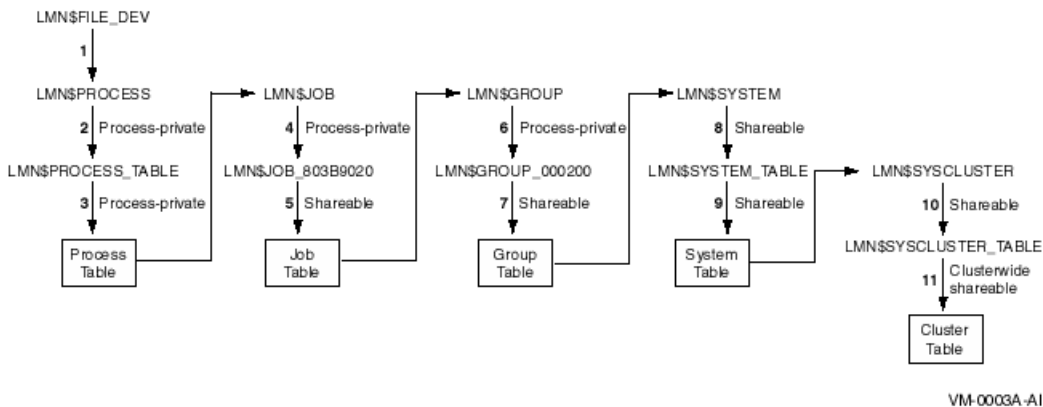 LMN$FILE_DEV
1
LMN$PROCESS
LMN$JOB
LMN$GROUP
LMN$SYSTEM
2 Process-private
4 Process-private
6 Process-private
8 Shareable
LMN$PROCESS_TABLE
LMN$JOB_803B9020
LMN$GROUP_000200
LMN$SYSTEM_TABLE
LMN$SYSCLUSTER
3 Process-private
5 Shareable
7 Shareable
9 Shareable
10 Shareable
Process
Table
Job
Table
Group
Table
System
Table
LMN$SYSCLUSTER_TABLE
11 Clusterwide
shareable
Cluster
Table
VM-0003A-AI